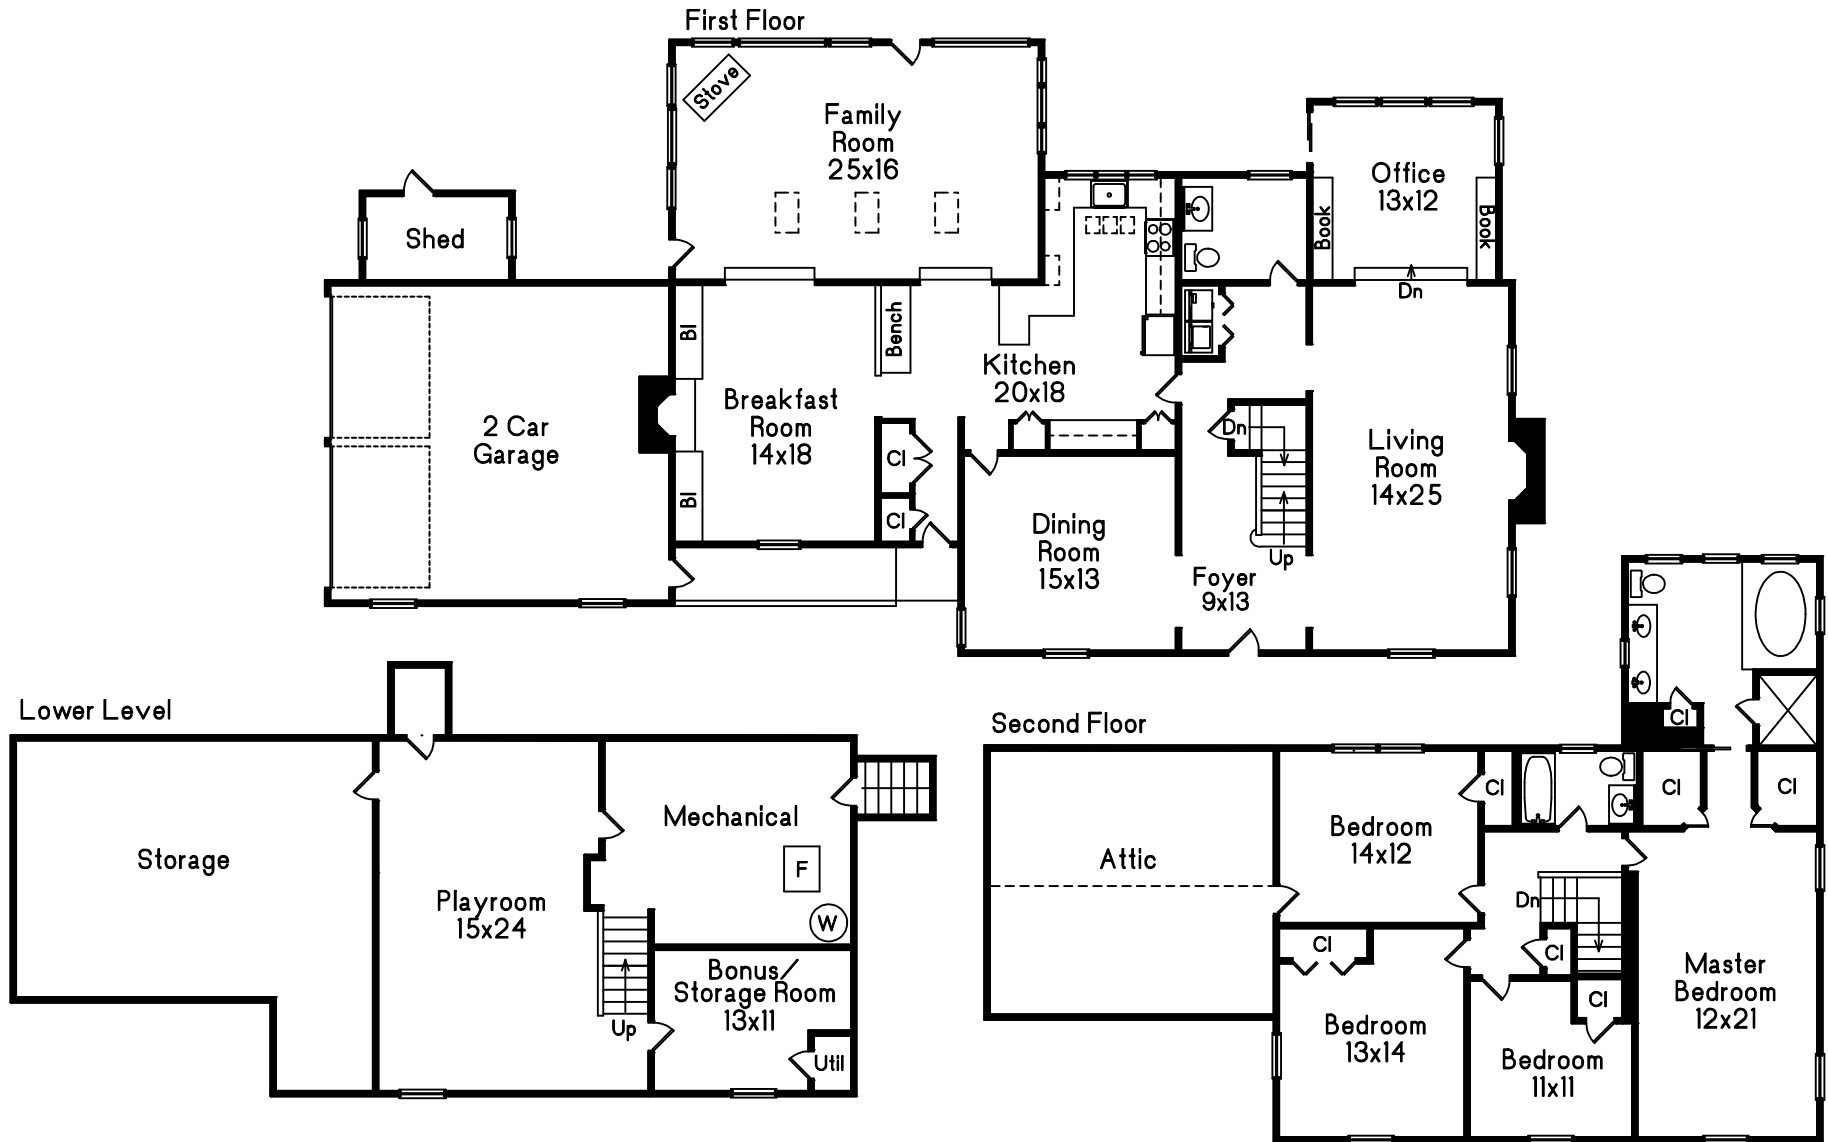 First Floor
Stove
Family
Room
25x16
Office
13x12
Book
Book
Shed
Dn
Bl
Bench
Kitchen
20x18
Breakfast
Room
14x18
2 Car
Garage
Dn
Living
Room
14x25
Cl
Bl
Cl
Dining
Room
15x13
Up
Foyer
9x13
Lower Level
Storage
Mechanical
F
W
Playroom
15x24
Up
Bonus/
Storage Room
13x11
Util
Second Floor
Cl
Cl
Cl
Cl
Bedroom
14x12
Attic
Dn
Cl
Cl
Master
Bedroom
12x21
Cl
Bedroom
13x14
Bedroom
11x11